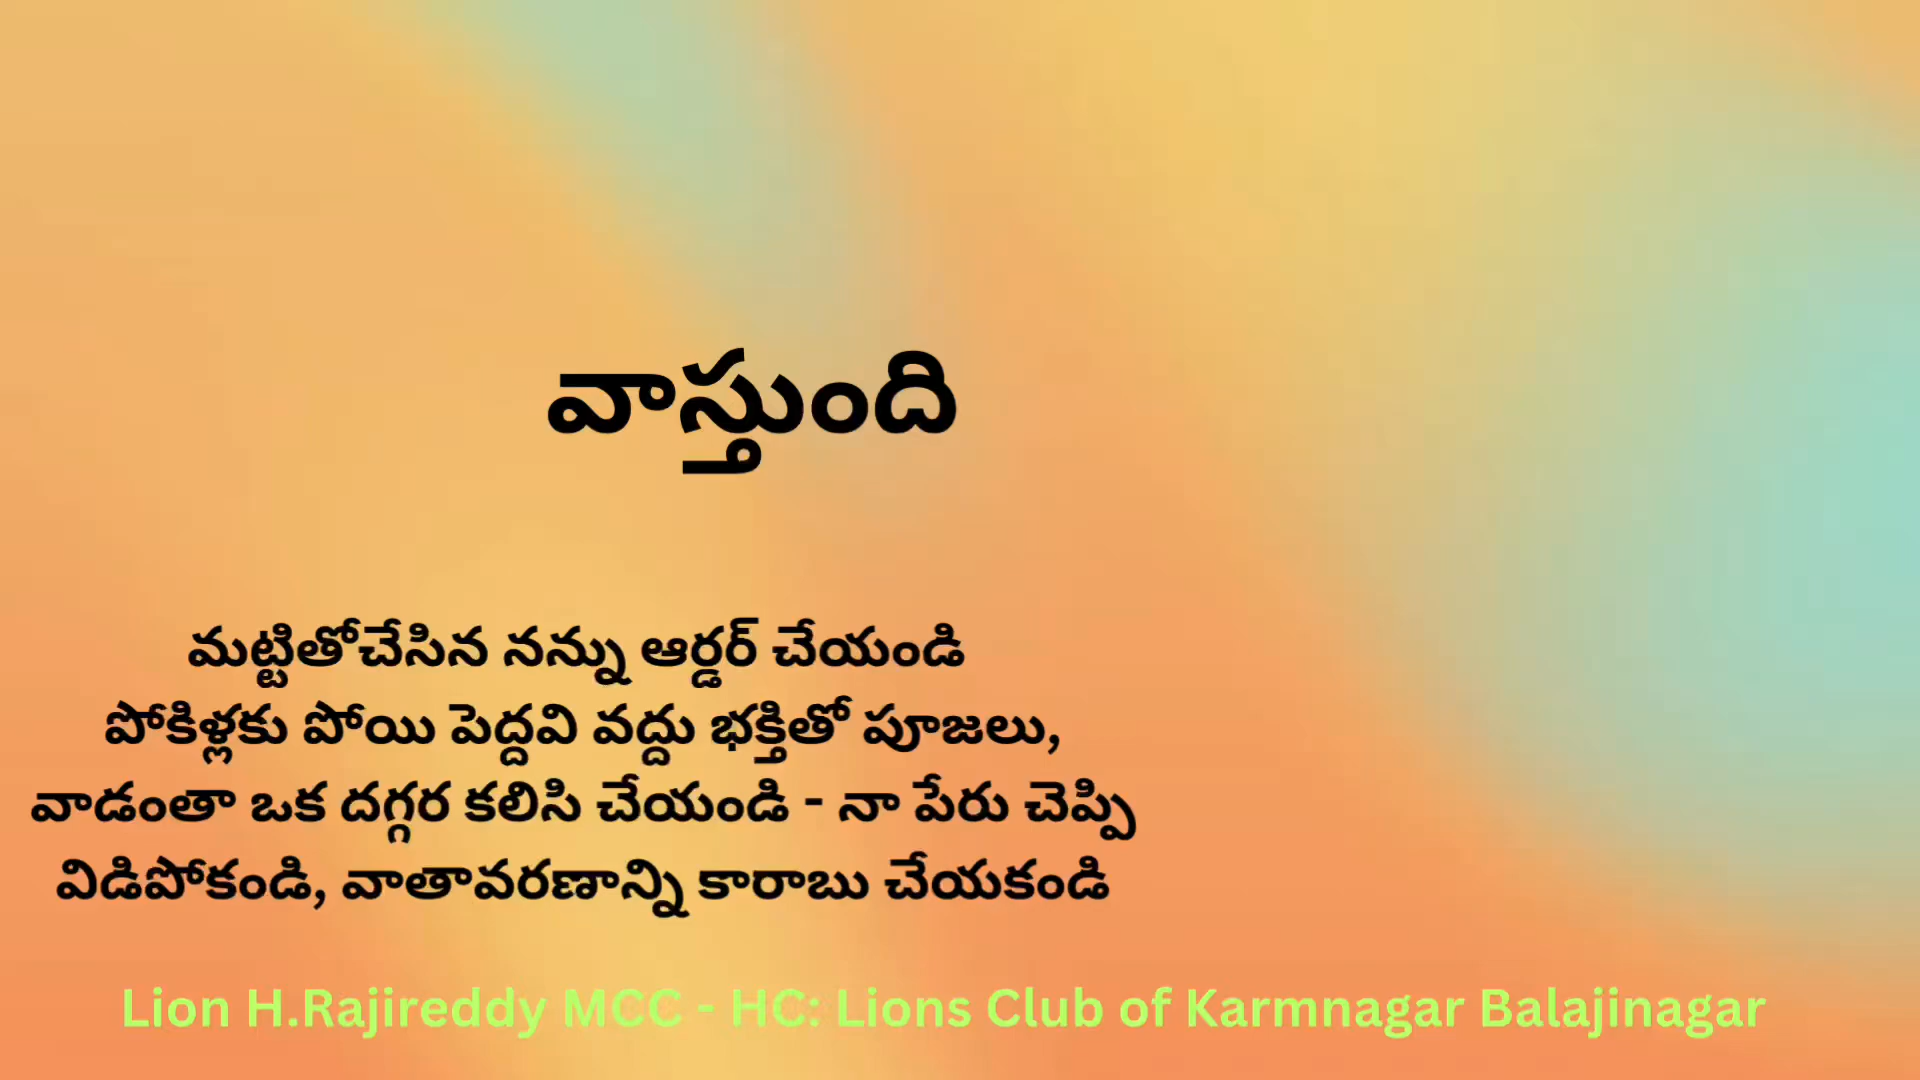 వాస్తుంది
మట్టితోచేసిన నన్ను ఆర్డర్ చేయండి
పోకిళ్లకు పోయి పెద్దవి వద్దు భక్తితో పూజలు,
వాడంతా ఒక దగ్గర కలిసి చేయండి - నా పేరు చెప్పి
విడిపోకండి, వాతావరణాన్ని కారాబు చేయకండి
Lion H.Rajireddy MCC - HC: Lions Club of Karmnagar Balajinagar